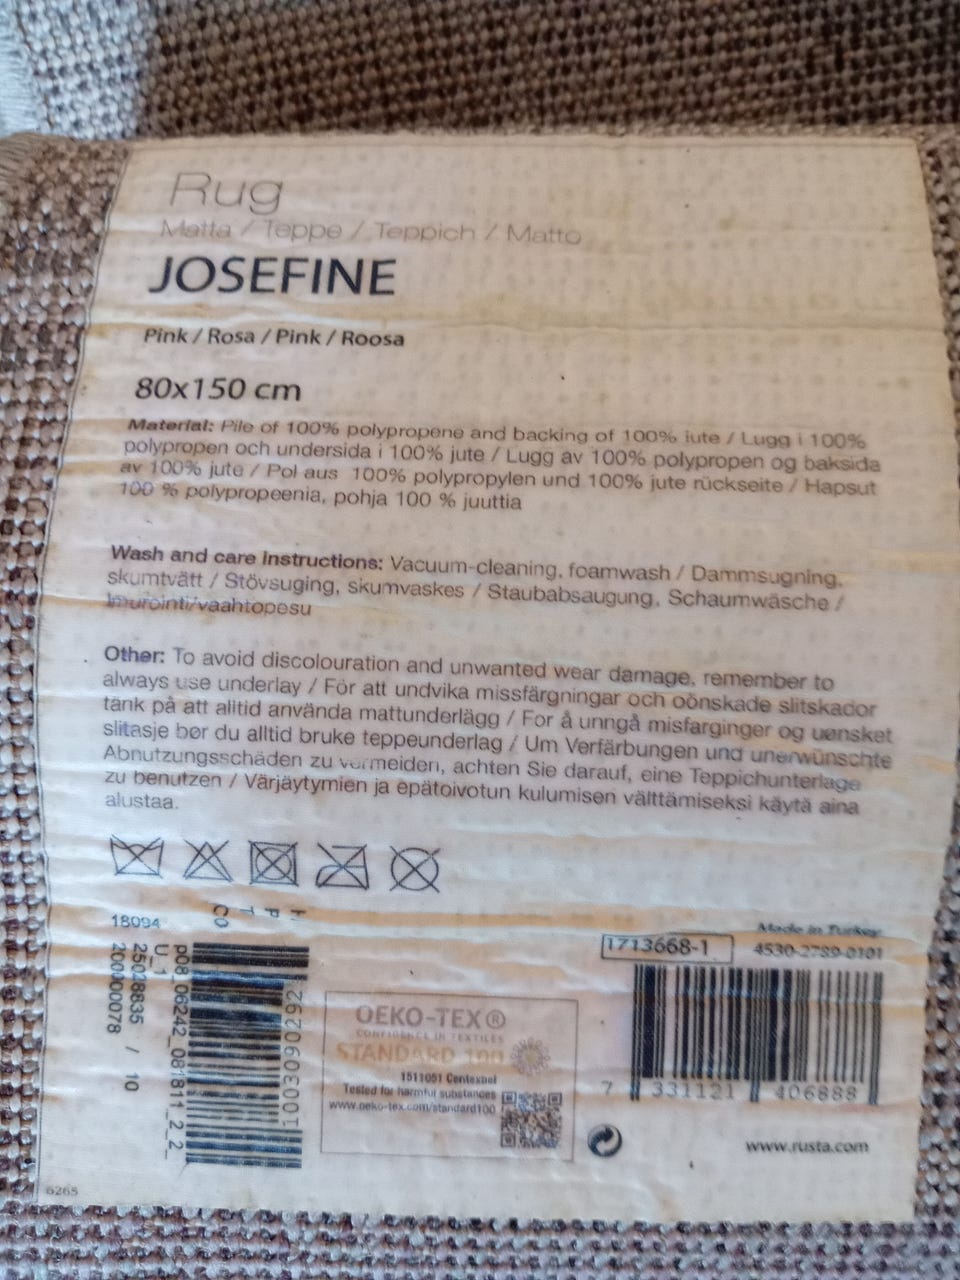 Rug
Matta / Teppe / Teppich / Matto
JOSEFINE
Pink / Rosa / Pink / Roosa
80x150 cm
Material: Pile of 100% polypropene and backing of 100% jute / Lugg i 100%
polypropen och undersida i 100% jute / Lugg av 100% polypropen og baksida
av 100% jute / Pol aus 100% polypropylen und 100% jute rückseite / Hapsut
100 % polypropeenia, pohja 100 % juuttia
Wash and care instructions: Vacuum-cleaning, foamwash / Dammsugning,
skumtvätt / Stövsuging, skumvaskes / Staubabsaugung, Schaumwäsche /
Imurointi/vaahtopesu
Other: To avoid discolouration and unwanted wear damage, remember to
always use underlay / För att undvika missfärgningar och oönskade slitskador
tänk på att alltid använda mattunderlägg / For å unngå misfarginger og uønsket
slitasje bør du alltid bruke teppeunderlag / Um Verfärbungen und unerwünschte
Abnutzungsschäden zu vermeiden, achten Sie darauf, eine Teppichunterlage
zu benutzen / Värjäytymien ja epätoivotun kulumisen välttämiseksi käytä aina
alustaa.
18094
Co
T
P
H
p08_06242_081811_2_2_
U_1
25028835 / 10
200000078
1000309029
OEKO-TEX®
CONFIDENCE IN TEXTILES
STANDARD 100
1511051 Centexbel
Tested for harmful substances
www.oeko-tex.com/standard100
Made in Turkey
1713668-1
4530-2789-0101
7 331121 406888
www.rusta.com
6265